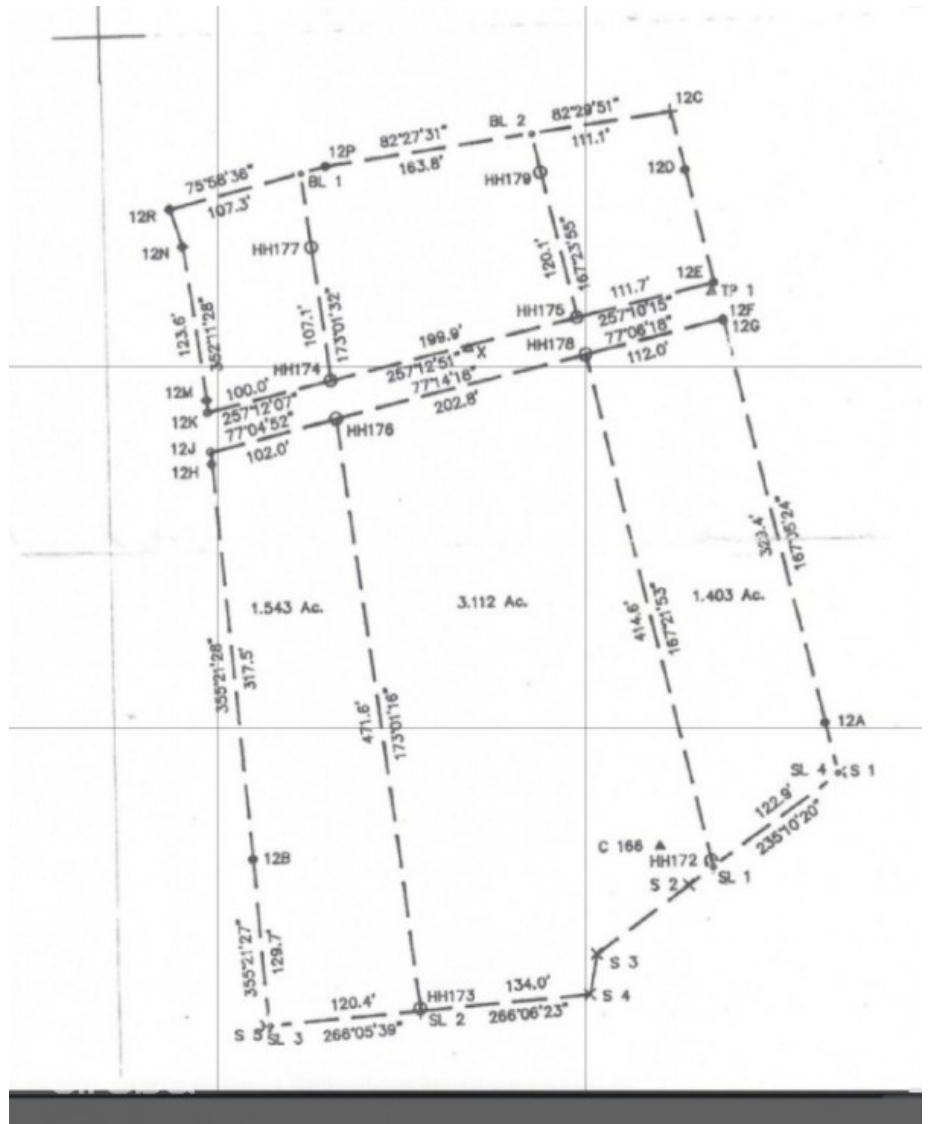 12C
82°29'51"
BL 2
111.1'
82°27'31"
12P
163.8'
12D
75°58'36"
BL 1
HH179
107.3'
12R
12N
HH177
120.1'
167°23'55"
12E
TP 1
111.7'
257°10'15"
12F
12G
HH175
77°06'18"
HH178
112.0'
107.1'
173°01'32"
199.9'
X
257°12'51"
77°14'18"
202.8'
HH174
123.6'
352°11'28"
12M
12K
100.0'
257°12'07"
77°04'52"
HH176
12J
102.0'
12H
323.4'
167°35'24"
1.543 Ac.
3.112 Ac.
1.403 Ac.
414.6'
167°21'53"
355°21'28"
317.5'
471.6'
173°01'16"
12A
SL 4
S 1
122.9'
235°10'20"
C 166
HH172
12B
SL 1
S 2
S 3
355°21'27"
129.7'
HH173
134.0'
S 4
120.4'
SL 2
266°06'23"
S 5
SL 3
266°05'39"